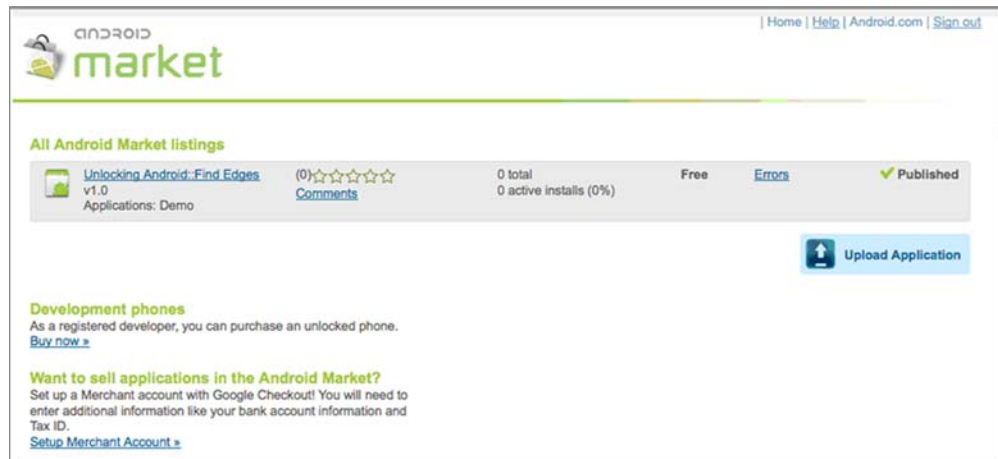 | Home | Help | Android.com | Sign out
ANDROID
market
All Android Market listings
Unlocking Android::Find Edges (0) 0 total Free Errors Published
v1.0 Comments 0 active installs (0%)
Applications: Demo
Upload Application
Development phones
As a registered developer, you can purchase an unlocked phone.
Buy now »
Want to sell applications in the Android Market?
Set up a Merchant account with Google Checkout! You will need to
enter additional information like your bank account information and
Tax ID.
Setup Merchant Account »